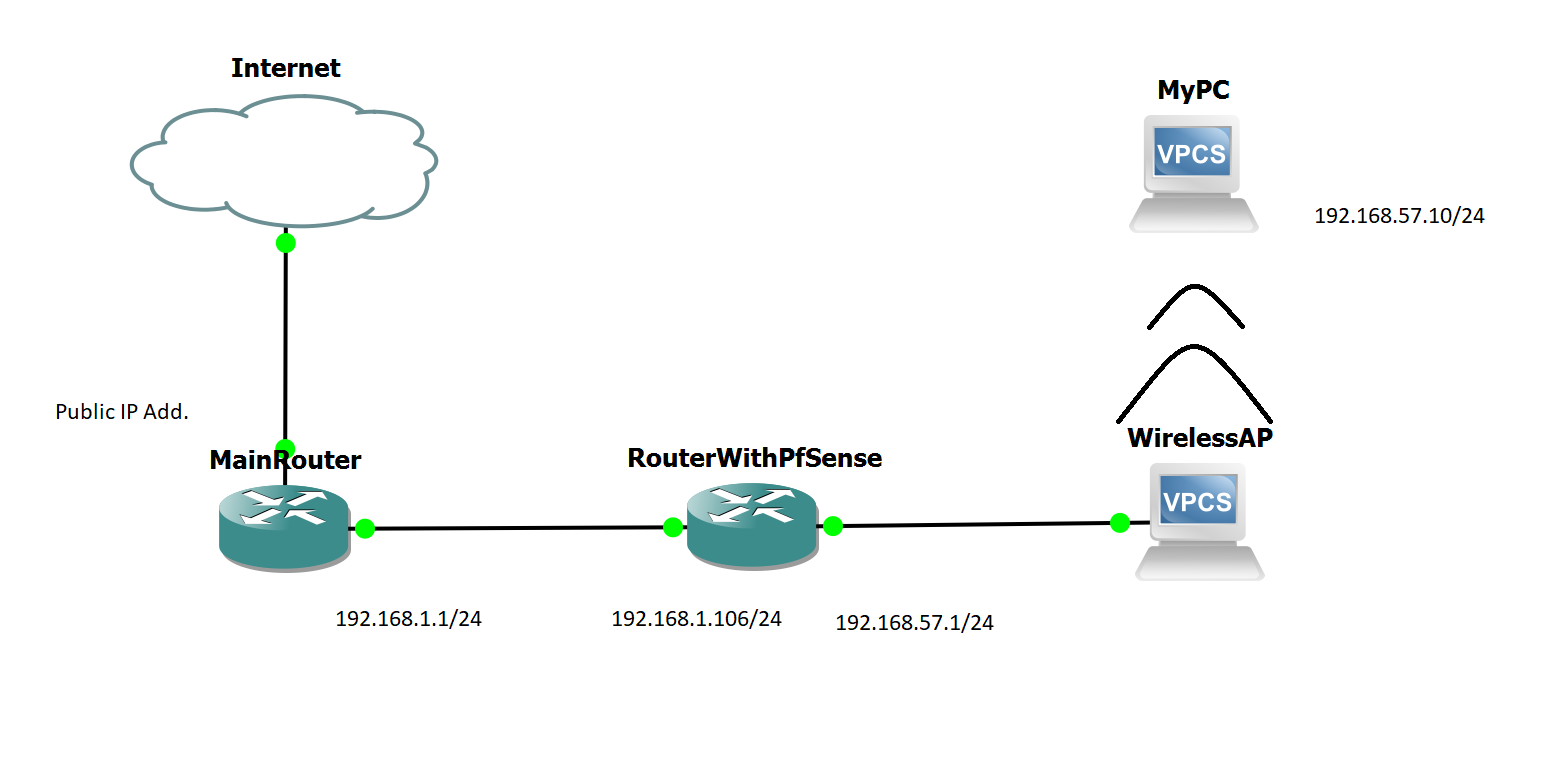 Internet
MyPC
VPCS
192.168.57.10/24
Public IP Add.
MainRouter
RouterWithPfSense
WirelessAP
VPCS
192.168.1.1/24
192.168.1.106/24
192.168.57.1/24